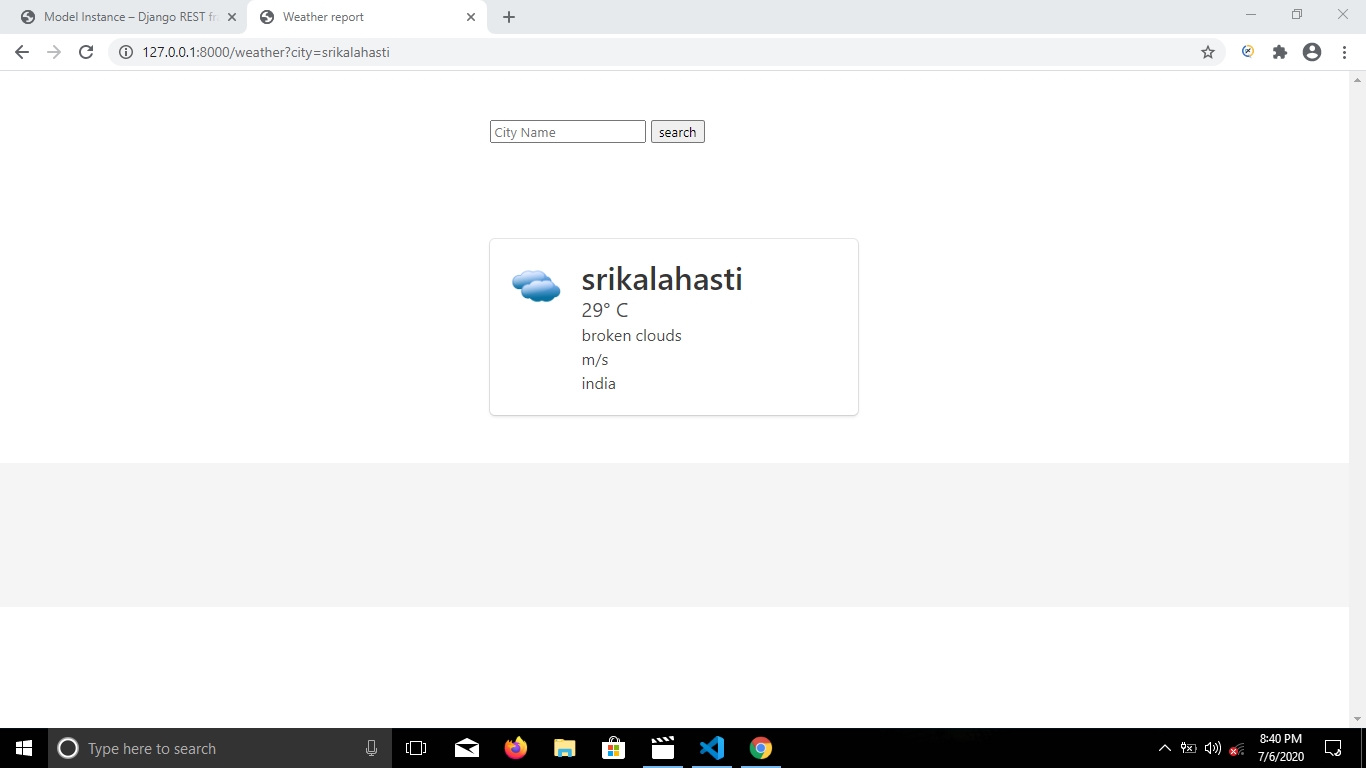 Model Instance – Django REST fr
Weather report
127.0.0.1:8000/weather?city=srikalahasti
City Name
search
srikalahasti
29° C
broken clouds
m/s
india
Type here to search
8:40 PM
7/6/2020